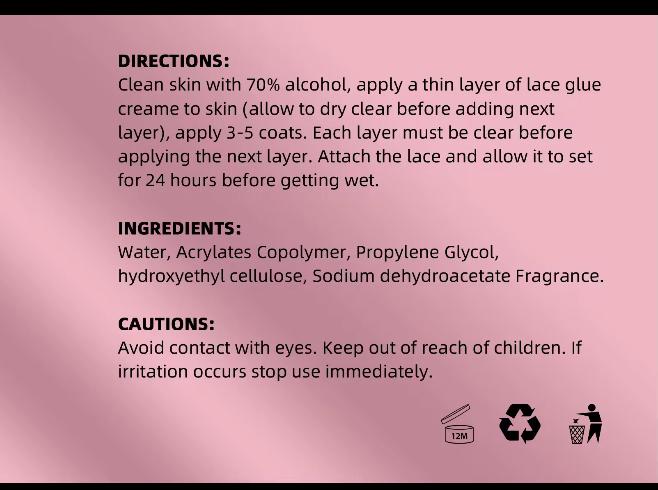 DIRECTIONS:
Clean skin with 70% alcohol, apply a thin layer of lace glue
creame to skin (allow to dry clear before adding next
layer), apply 3-5 coats. Each layer must be clear before
applying the next layer. Attach the lace and allow it to set
for 24 hours before getting wet.
INGREDIENTS:
Water, Acrylates Copolymer, Propylene Glycol,
hydroxyethyl cellulose, Sodium dehydroacetate Fragrance.
CAUTIONS:
Avoid contact with eyes. Keep out of reach of children. If
irritation occurs stop use immediately.
12M